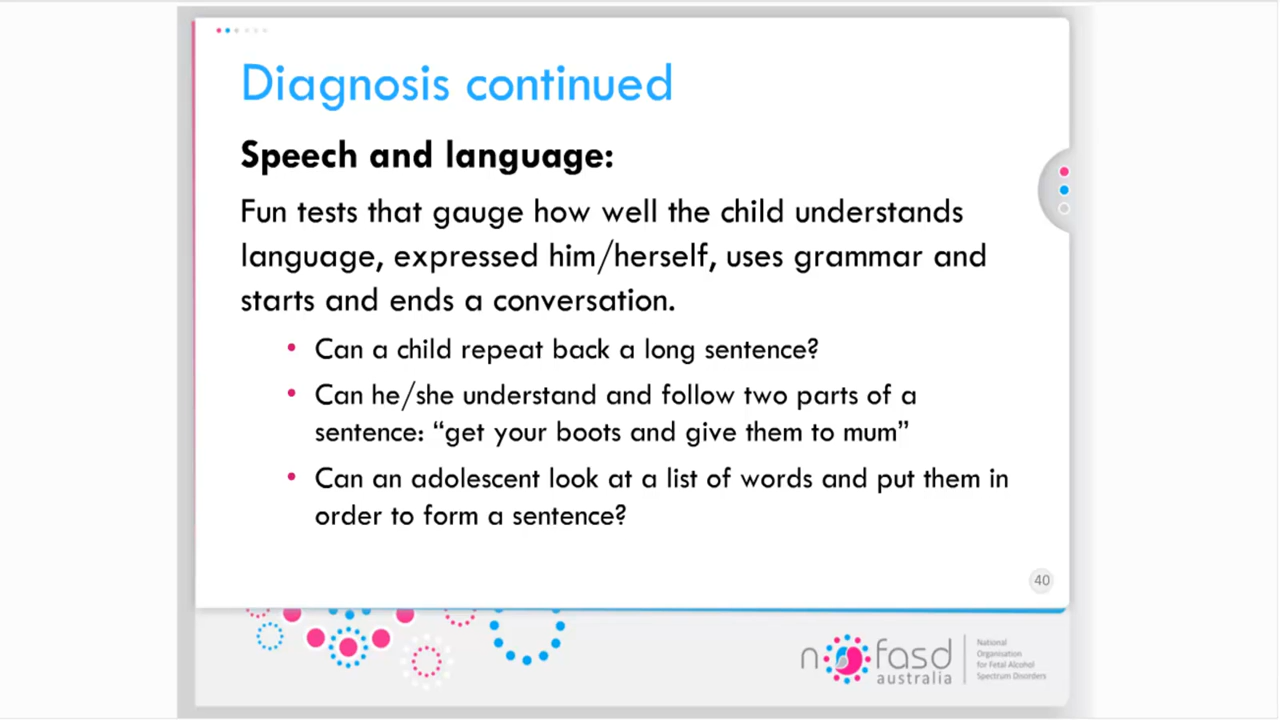 Diagnosis continued
Speech and language:
Fun tests that gauge how well the child understands
language, expressed him/herself, uses grammar and
starts and ends a conversation.
• Can a child repeat back a long sentence?
• Can he/she understand and follow two parts of a
sentence: “get your boots and give them to mum”
• Can an adolescent look at a list of words and put them in
order to form a sentence?
40
nofasd
australia
National
Organisation
for Fetal Alcohol
Spectrum Disorders